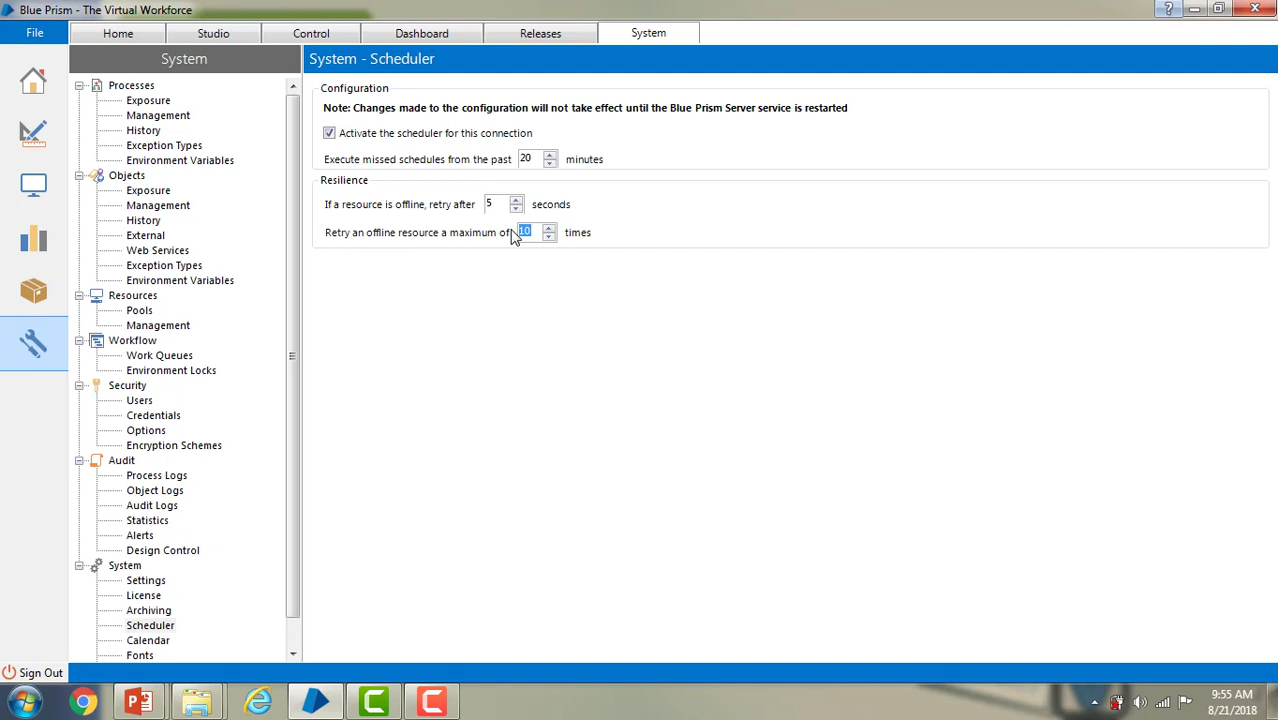 Blue Prism - The Virtual Workforce
?
File
Home
Studio
Control
Dashboard
Releases
System
System
System - Scheduler
Processes
Exposure
Management
History
Exception Types
Environment Variables
Objects
Exposure
Management
History
External
Web Services
Exception Types
Environment Variables
Resources
Pools
Management
Workflow
Work Queues
Environment Locks
Security
Users
Credentials
Options
Encryption Schemes
Audit
Process Logs
Object Logs
Audit Logs
Statistics
Alerts
Design Control
System
Settings
License
Archiving
Scheduler
Calendar
Fonts
Configuration
Note: Changes made to the configuration will not take effect until the Blue Prism Server service is restarted
Activate the scheduler for this connection
Execute missed schedules from the past 20 minutes
Resilience
If a resource is offline, retry after 5 seconds
Retry an offline resource a maximum of 10 times
Sign Out
9:55 AM
8/21/2018